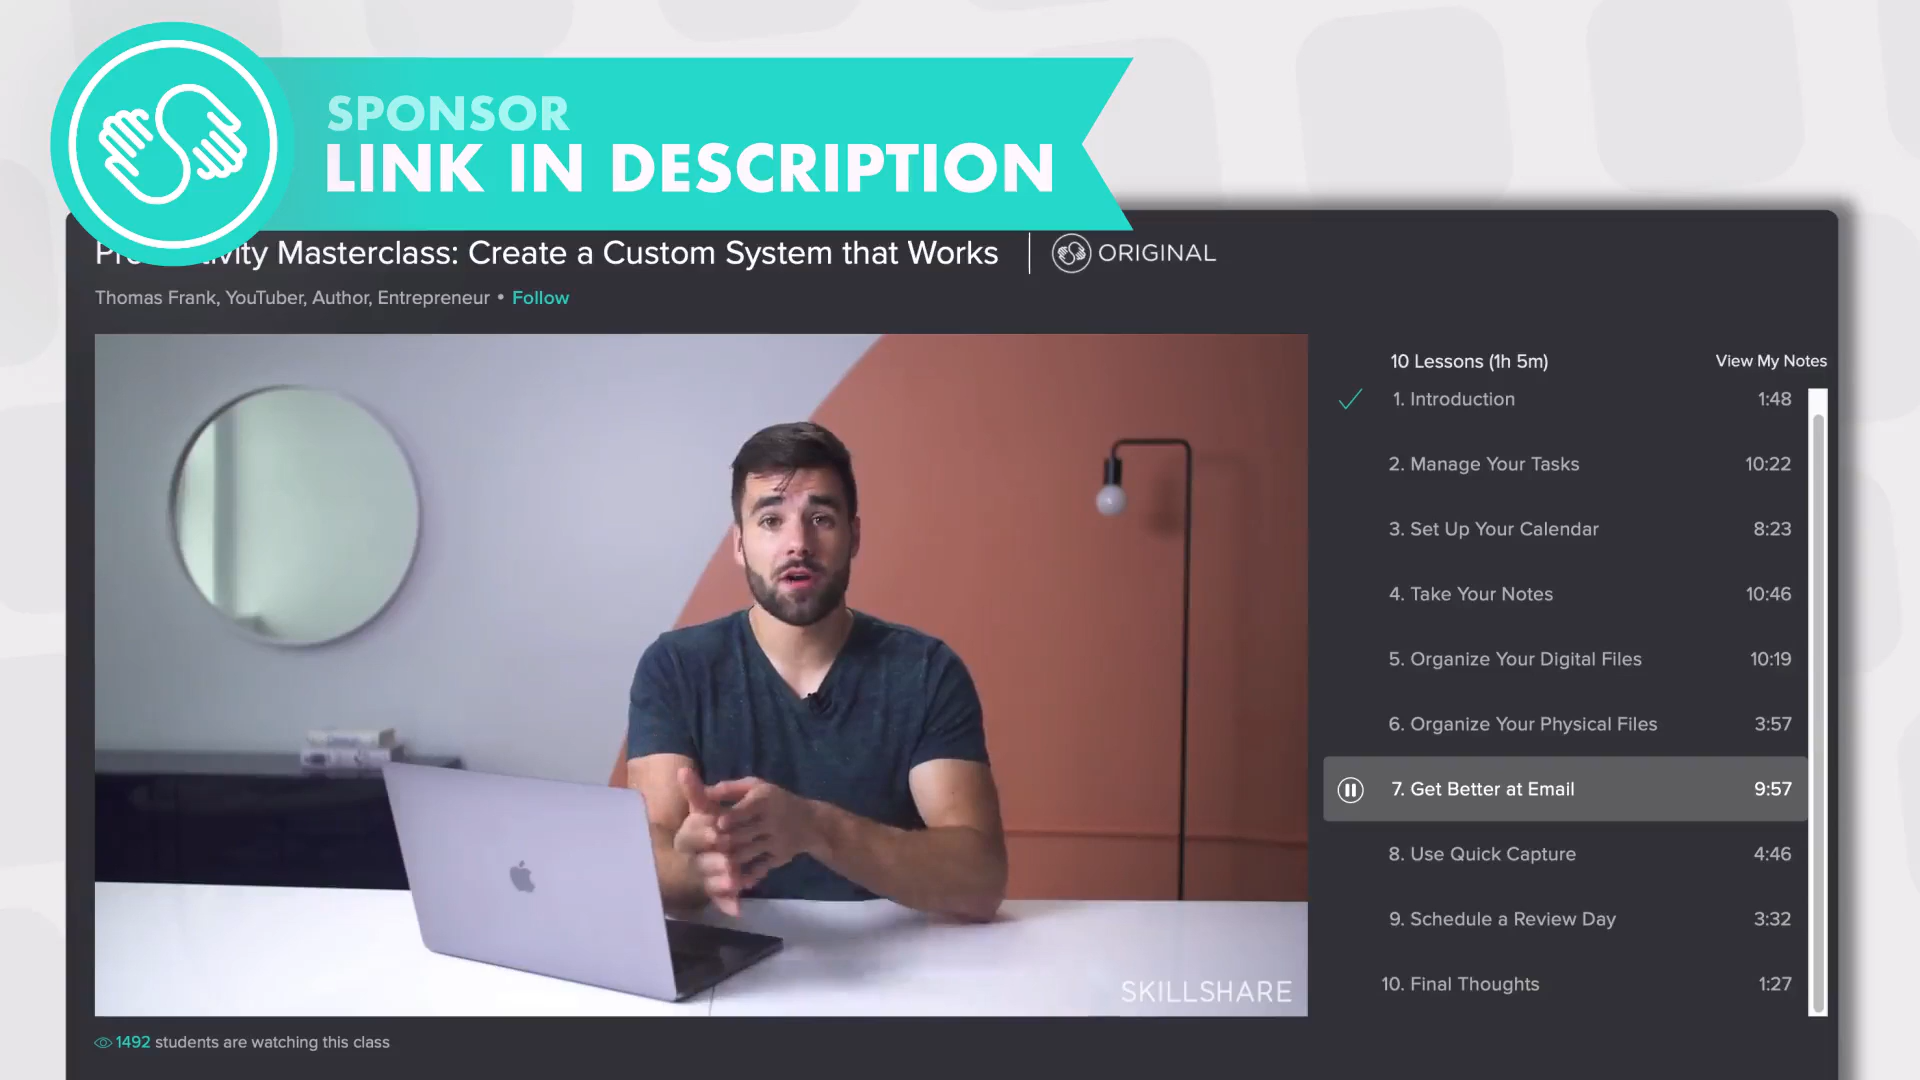 SPONSOR
LINK IN DESCRIPTION
Masterclass: Create a Custom System that Works
ORIGINAL
Thomas Frank, YouTuber, Author, Entrepreneur • Follow
10 Lessons (1h 5m)
View My Notes
1. Introduction 1:48
2. Manage Your Tasks 10:22
3. Set Up Your Calendar 8:23
4. Take Your Notes 10:46
5. Organize Your Digital Files 10:19
6. Organize Your Physical Files 3:57
7. Get Better at Email 9:57
8. Use Quick Capture 4:46
9. Schedule a Review Day 3:32
10. Final Thoughts 1:27
SKILLSHARE
1492 students are watching this class